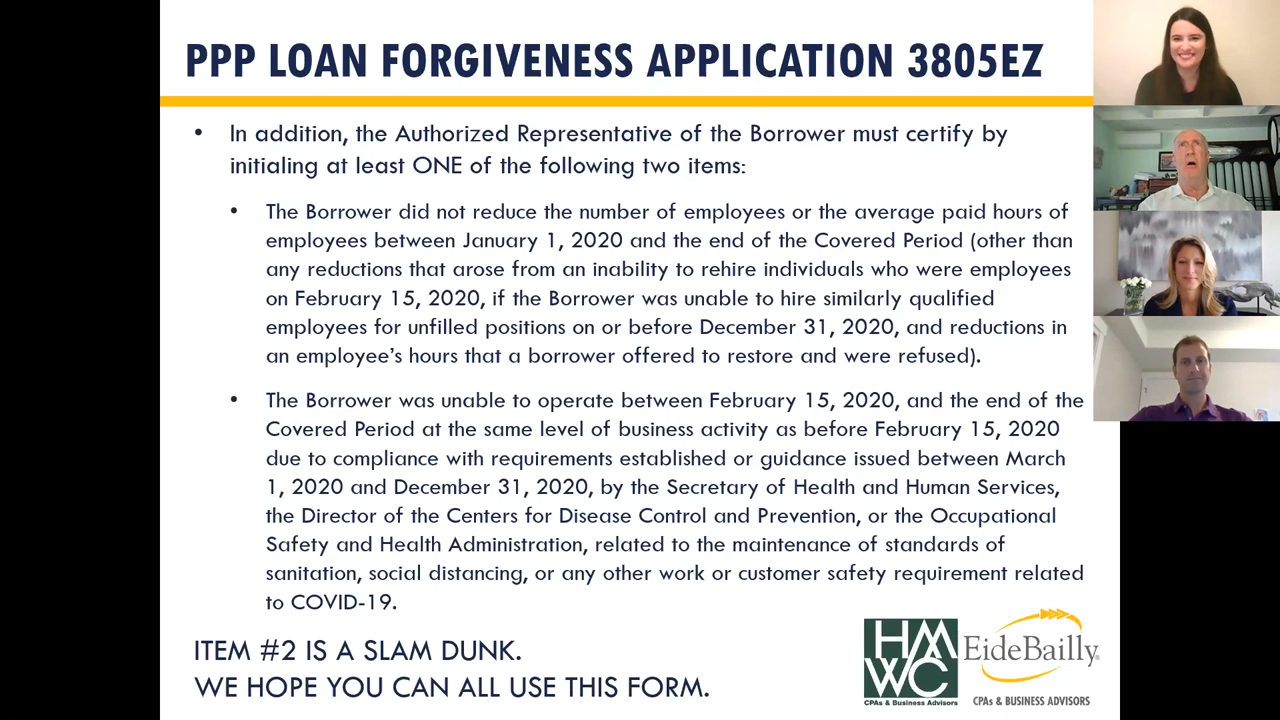 PPP LOAN FORGIVENESS APPLICATION 3805EZ
• In addition, the Authorized Representative of the Borrower must certify by
initialing at least ONE of the following two items:
• The Borrower did not reduce the number of employees or the average paid hours of
employees between January 1, 2020 and the end of the Covered Period (other than
any reductions that arose from an inability to rehire individuals who were employees
on February 15, 2020, if the Borrower was unable to hire similarly qualified
employees for unfilled positions on or before December 31, 2020, and reductions in
an employee’s hours that a borrower offered to restore and were refused).
• The Borrower was unable to operate between February 15, 2020, and the end of the
Covered Period at the same level of business activity as before February 15, 2020
due to compliance with requirements established or guidance issued between March
1, 2020 and December 31, 2020, by the Secretary of Health and Human Services,
the Director of the Centers for Disease Control and Prevention, or the Occupational
Safety and Health Administration, related to the maintenance of standards of
sanitation, social distancing, or any other work or customer safety requirement related
to COVID-19.
ITEM #2 IS A SLAM DUNK.
WE HOPE YOU CAN ALL USE THIS FORM.
HM
WC
CPAs & Business Advisors
EideBailly®
CPAs & BUSINESS ADVISORS